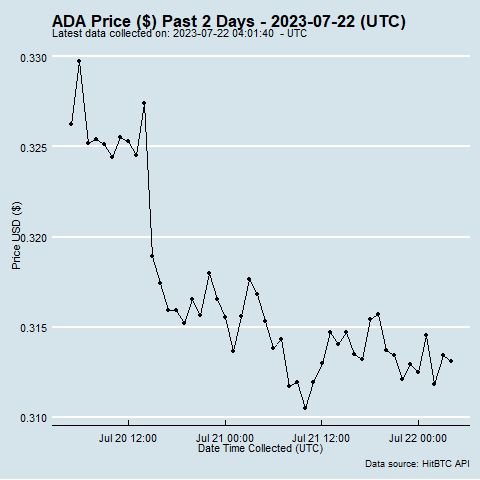 ADA Price ($) Past 2 Days - 2023-07-22 (UTC)
Latest data collected on: 2023-07-22 04:01:40 - UTC
0.330
0.325
0.320
0.315
0.310
Price USD ($)
Jul 20 12:00
Jul 21 00:00
Jul 21 12:00
Jul 22 00:00
Date Time Collected (UTC)
Data source: HitBTC API